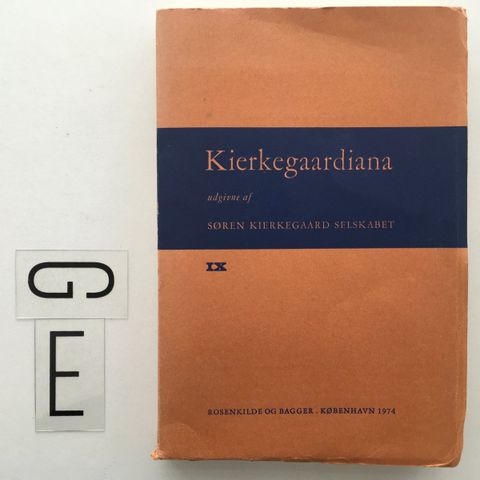 Kierkegaardiana
udgivne af
SØREN KIERKEGAARD SELSKABET
IX
ROSENKILDE OG BAGGER . KØBENHAVN 1974
G
E